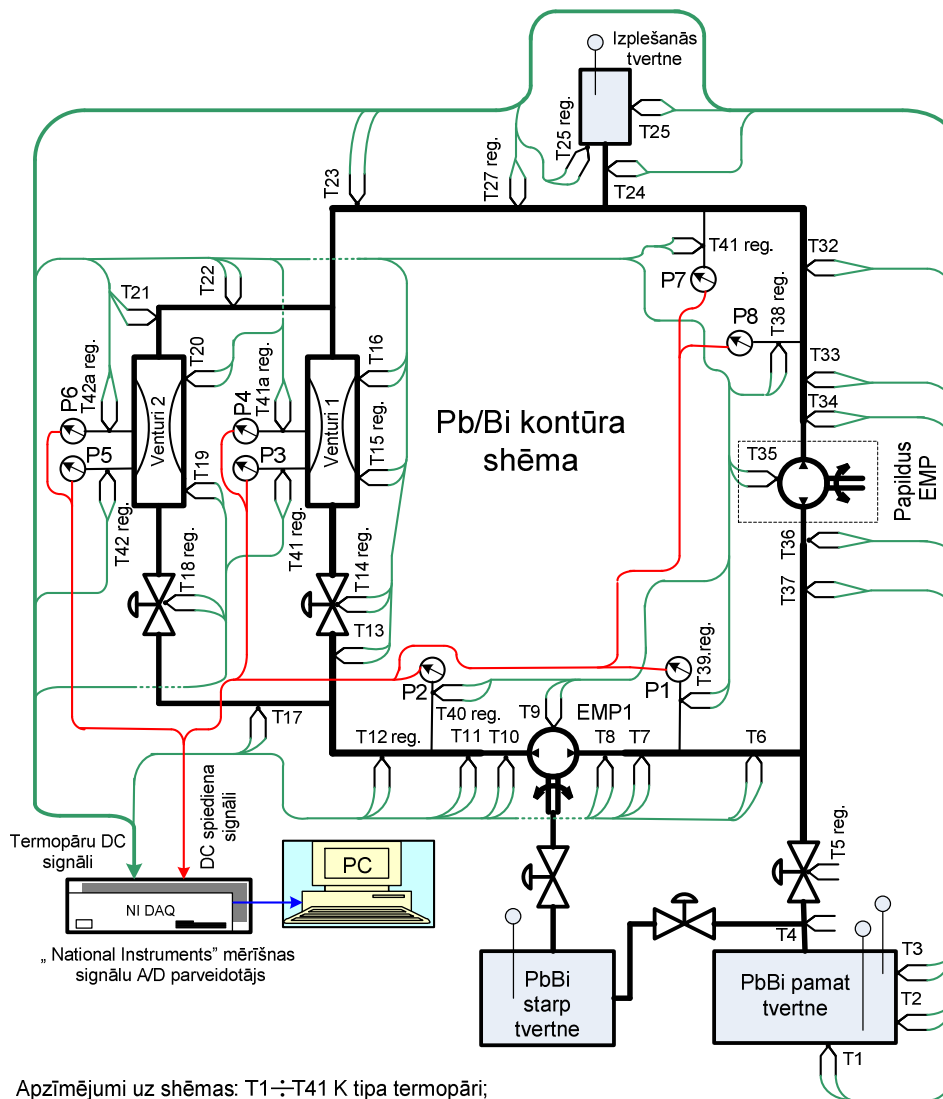 Izplešanās
tvertne
T25 reg.
T25
T24
T23
T27 reg.
T41 reg.
P7
T32
P8
T38 reg.
T33
T34
T22
T21
T20
T16
P6
T42a reg.
Venturi 2
P4
T41a reg.
Venturi 1
P5
T19
P3
T15 reg.
T42 reg.
T41 reg.
Pb/Bi kontūra
shēma
T35
Papildus
EMP
T36
T37
T18 reg.
T14 reg.
T13
P2
T40 reg.
P1
T39.reg.
T17
T9
EMP1
T12 reg.
T11
T10
T8
T7
T6
T5 reg.
Termopāru DC
signāli
DC spiediena
signāli
PC
NI DAQ
„ National Instruments” mērīšnas
signālu A/D parveidotājs
T4
T3
T2
T1
PbBi
starp
tvertne
PbBi pamat
tvertne
Apzīmējumi uz shēmas: T1÷T41 K tipa termopāri;